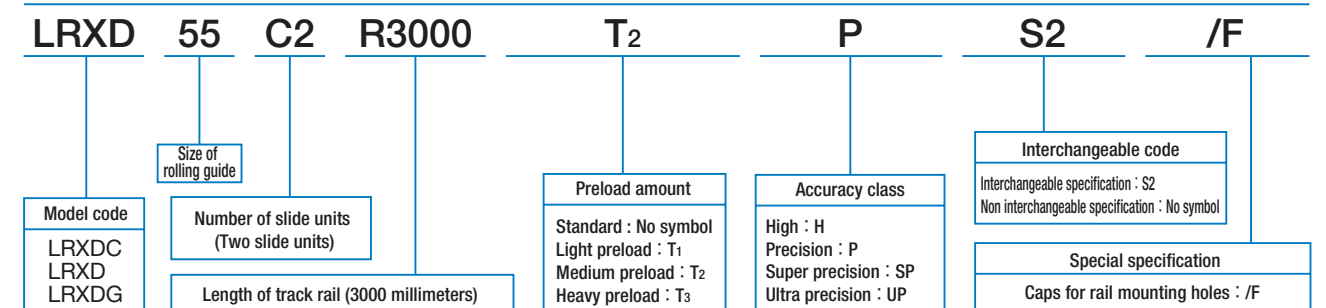 LRXD 55 C2 R3000 T2 P S2 /F
Size of
rolling guide
Model code
LRXDC
LRXD
LRXDG
Number of slide units
(Two slide units)
Length of track rail (3000 millimeters)
Preload amount
Standard : No symbol
Light preload : T1
Medium preload : T2
Heavy preload : T3
Accuracy class
High : H
Precision : P
Super precision : SP
Ultra precision : UP
Interchangeable code
Interchangeable specification : S2
Non interchangeable specification : No symbol
Special specification
Caps for rail mounting holes : /F